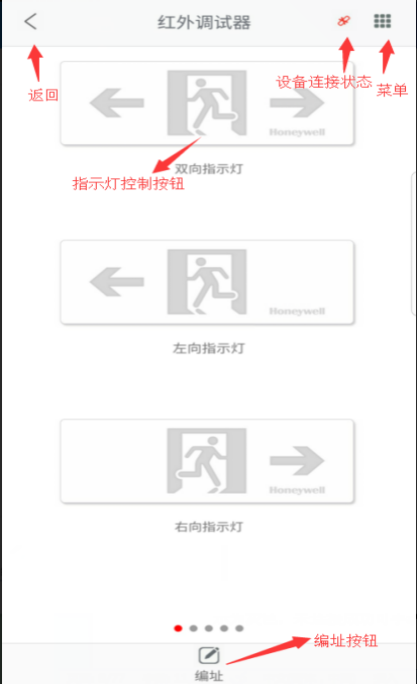 红外调试器
设备连接状态
菜单
返回
Honeywell
双向指示灯
指示灯控制按钮
Honeywell
左向指示灯
Honeywell
右向指示灯
编址按钮
编址